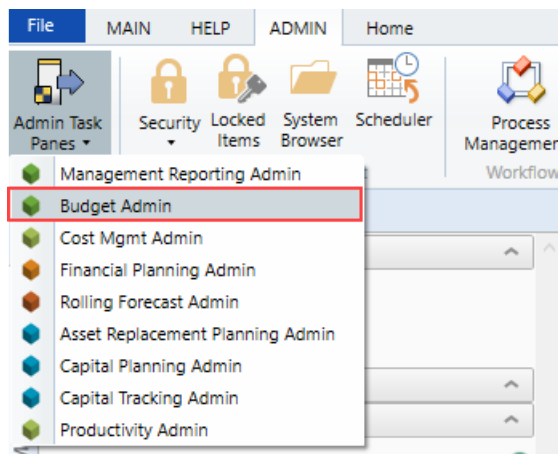 File MAIN HELP ADMIN Home
Admin Task Panes Security Locked Items System Browser Scheduler Process
Workflow
Management Reporting Admin
Budget Admin
Cost Mgmt Admin
Financial Planning Admin
Rolling Forecast Admin
Asset Replacement Planning Admin
Capital Planning Admin
Capital Tracking Admin
Productivity Admin